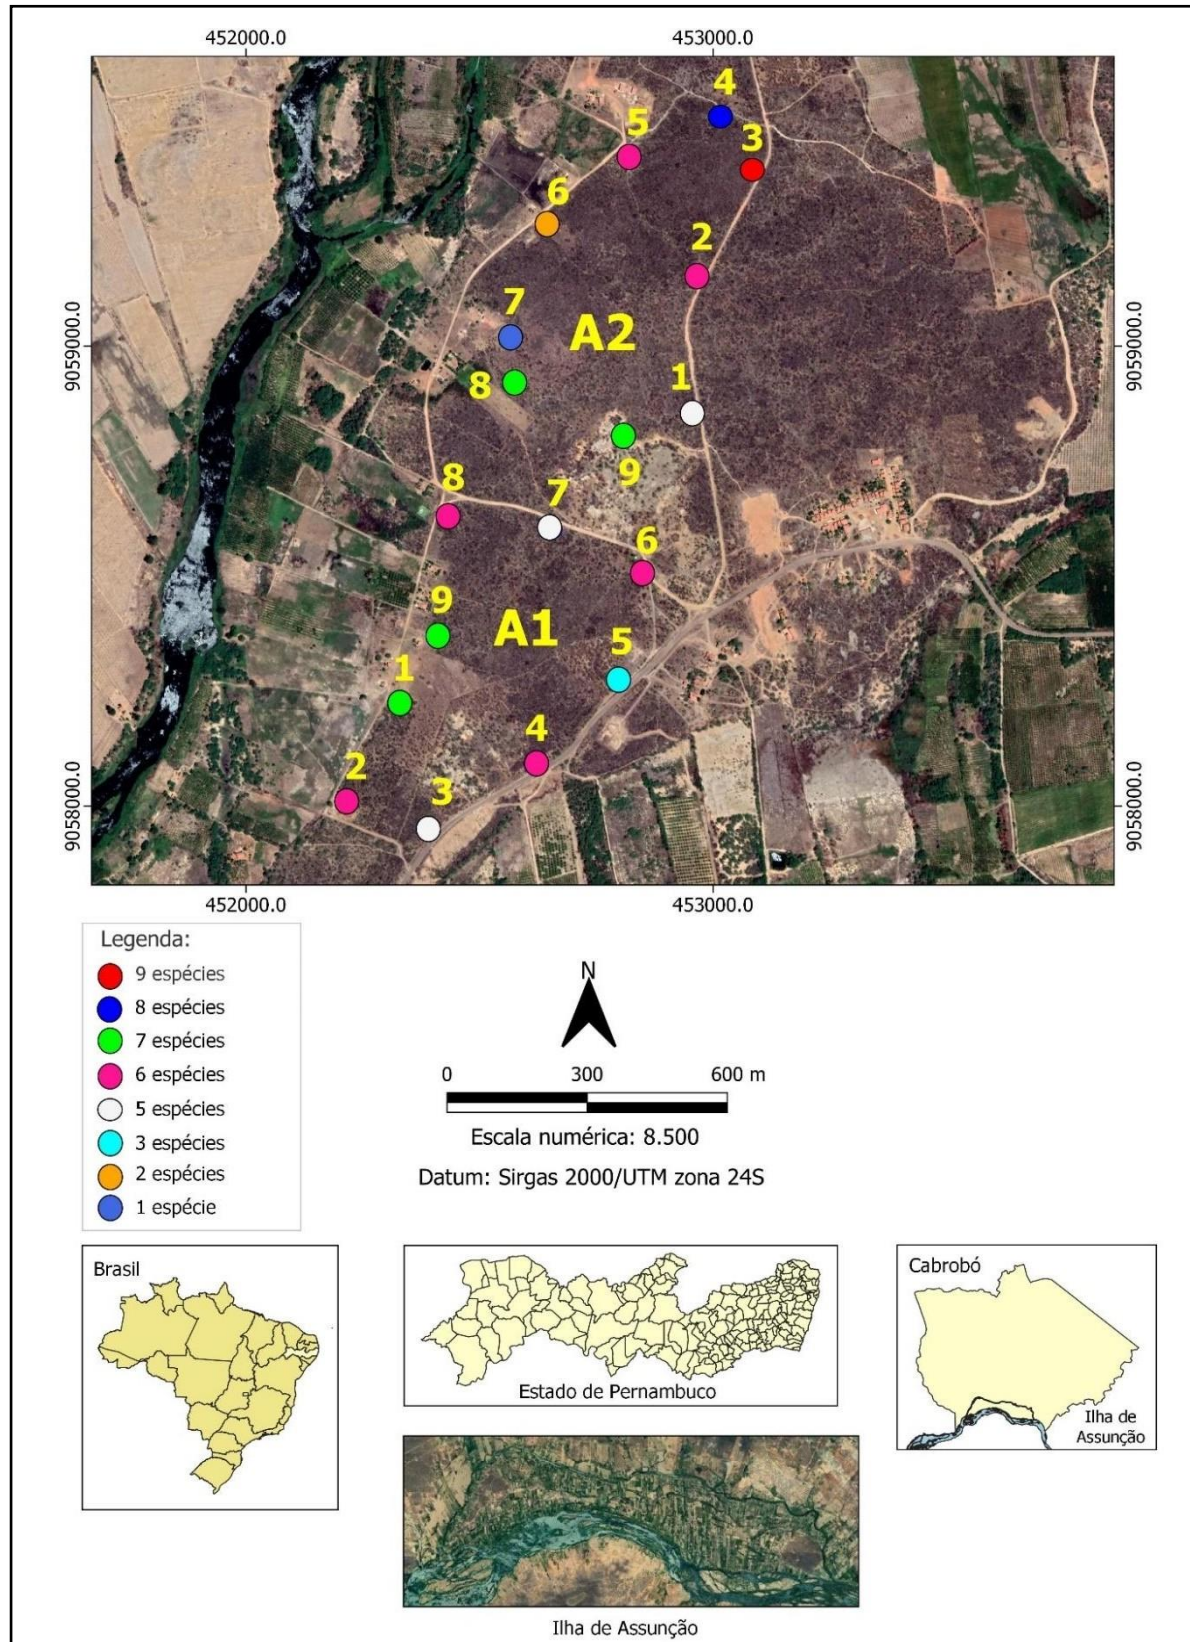 452000.0
453000.0
4
5
3
6
2
7
A2
9059000.0
9059000.0
8
1
9
8
7
6
9
A1
5
1
4
2
3
9058000.0
9058000.0
452000.0
453000.0
Legenda:
9 espécies
8 espécies
7 espécies
6 espécies
5 espécies
3 espécies
2 espécies
1 espécie
N
0 300 600 m
Escala numérica: 8.500
Datum: Sirgas 2000/UTM zona 24S
Brasil
Estado de Pernambuco
Cabrobó
Ilha de
Assunção
Ilha de Assunção